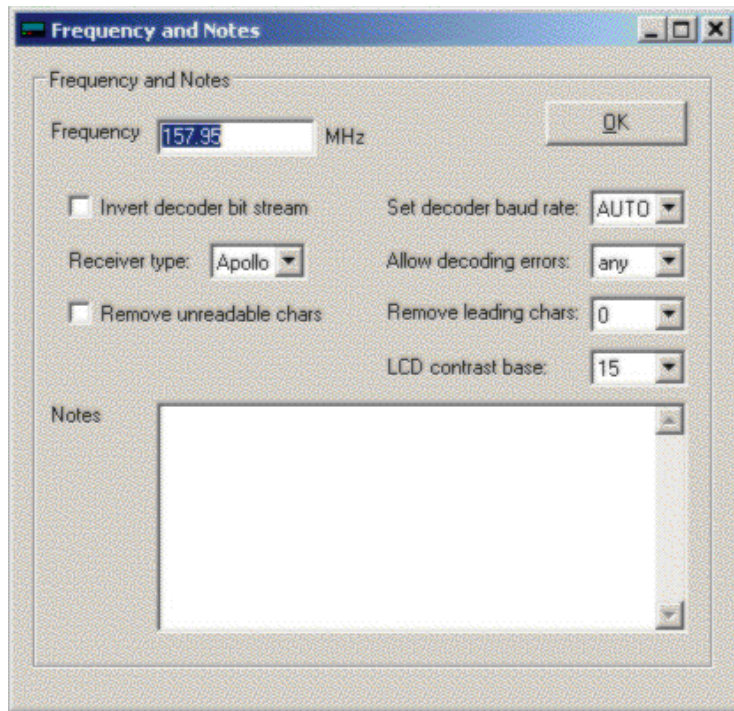 Frequency and Notes
Frequency and Notes
Frequency 157.95 MHz OK
Invert decoder bit stream Set decoder baud rate: AUTO
Receiver type: Apollo Allow decoding errors: any
Remove unreadable chars Remove leading chars: 0
LCD contrast base: 15
Notes